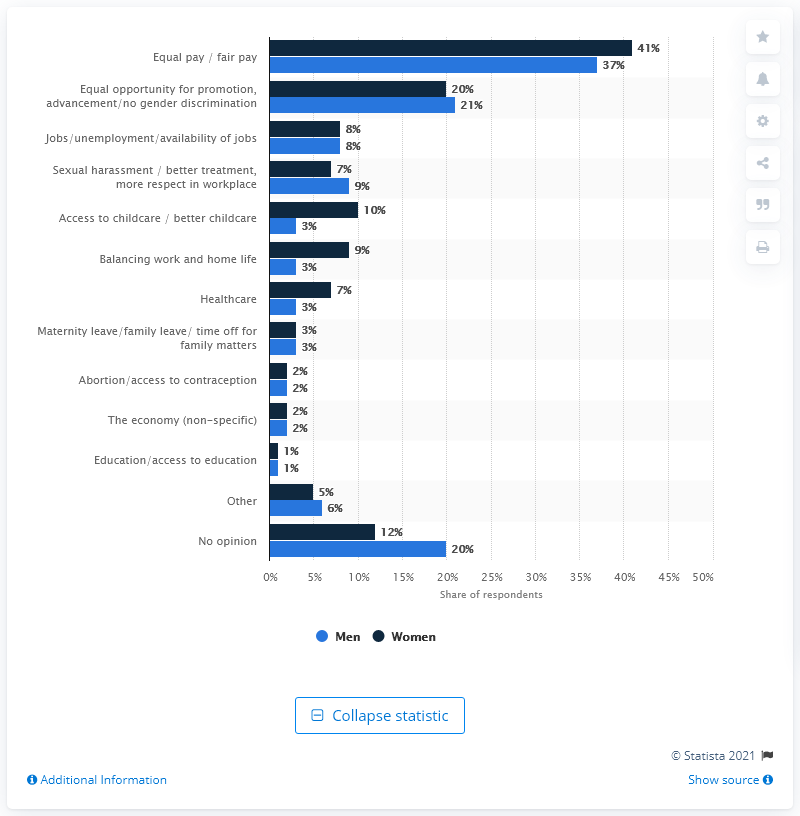 Equal pay / fair pay
41%
37%
Equal opportunity for promotion,
advancement/no gender discrimination
20%
21%
Jobs/unemployment/availability of jobs
8%
8%
Sexual harassment / better treatment,
more respect in workplace
7%
9%
Access to childcare / better childcare
10%
3%
Balancing work and home life
9%
3%
Healthcare
7%
3%
Maternity leave/family leave/ time off for
family matters
3%
3%
Abortion/access to contraception
2%
2%
The economy (non-specific)
2%
2%
Education/access to education
1%
1%
Other
5%
6%
No opinion
12%
20%
0% 5% 10% 15% 20% 25% 30% 35% 40% 45% 50%
Share of respondents
Men Women
Collapse statistic
© Statista 2021
Additional Information
Show source